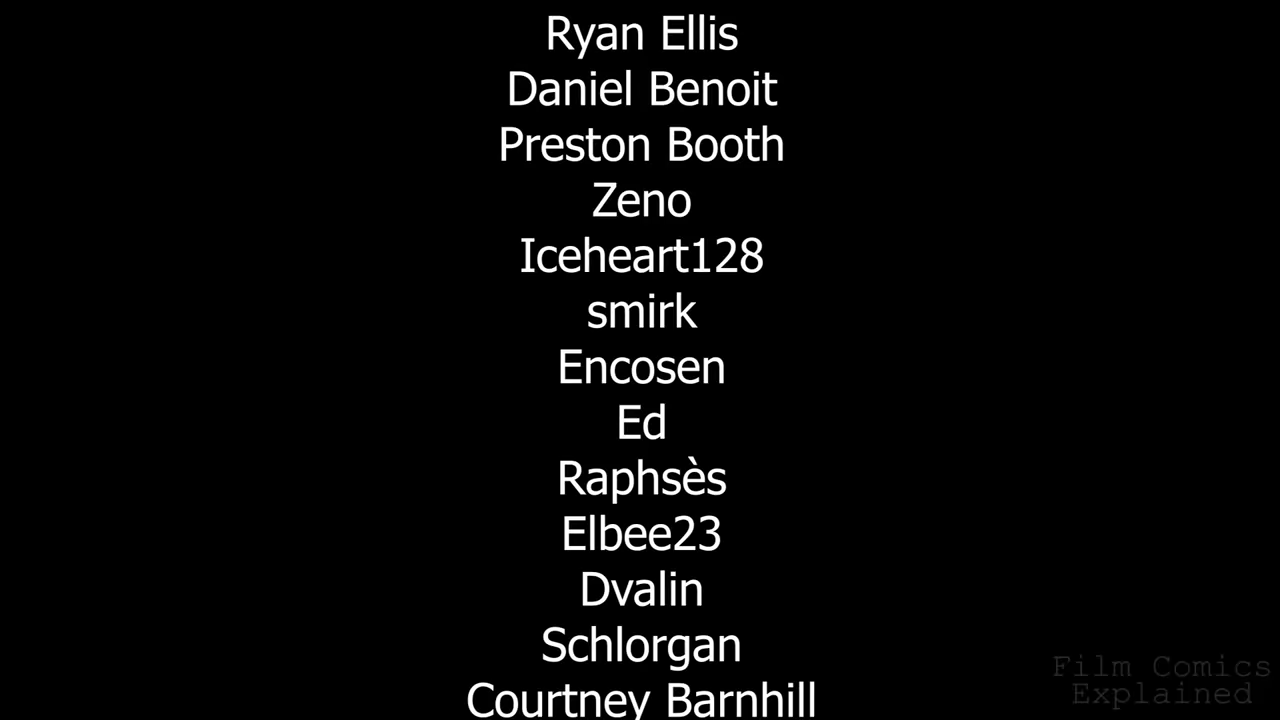 Ryan Ellis
Daniel Benoit
Preston Booth
Zeno
Iceheart128
smirk
Encosen
Ed
Raphsès
Elbee23
Dvalin
Schlorgan
Courtney Barnhill
Film Comics
Explained